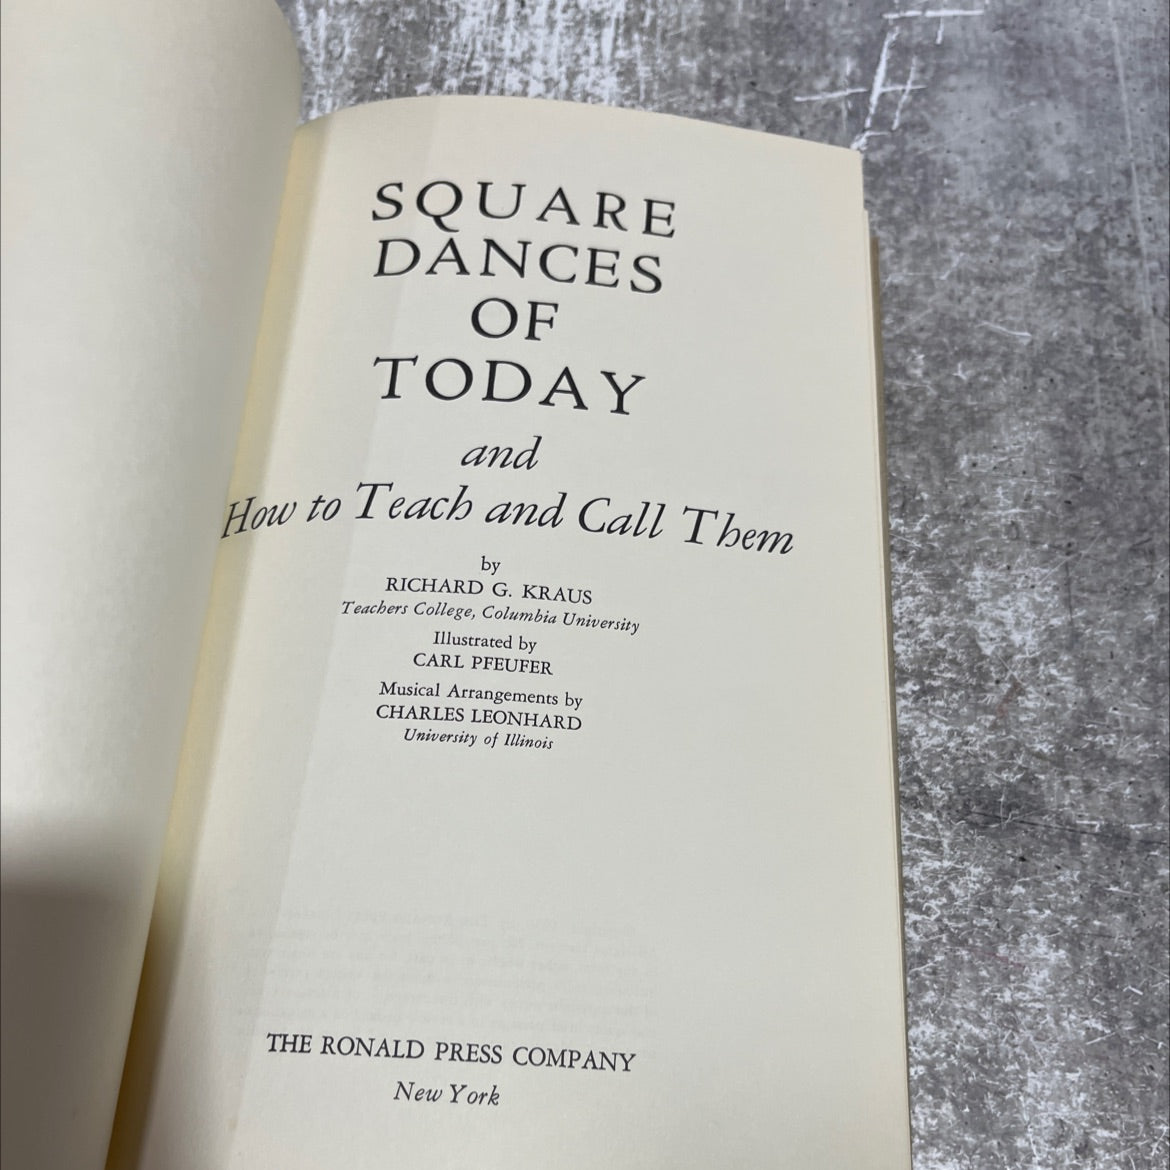 SQUARE
DANCES
OF
TODAY
and
How to Teach and Call Them
by
RICHARD G. KRAUS
Teachers College, Columbia University
Illustrated by
CARL PFEUFER
Musical Arrangements by
CHARLES LEONHARD
University of Illinois
THE RONALD PRESS COMPANY
New York